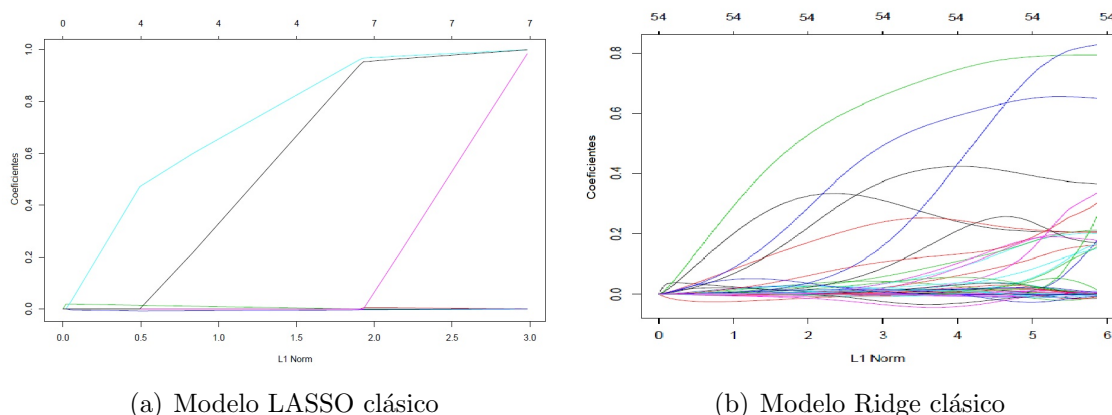 0 4 4 4 7 7 7
Coeficientes
1.0
0.8
0.6
0.4
0.2
0.0
0.0 0.5 1.0 1.5 2.0 2.5 3.0
L1 Norm
(a) Modelo LASSO clásico
54 54 54 54 54 54 54
Coeficientes
0.8
0.6
0.4
0.2
0.0
0 1 2 3 4 5 6
L1 Norm
(b) Modelo Ridge clásico